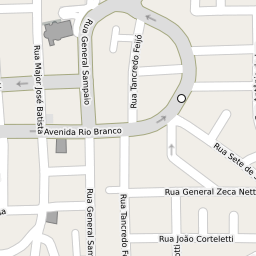 Rua Major José Batista
Rua General Sampaio
Rua Tancredo Feijó
Avenida Rio Branco
Rua Sete de
Rua General Zeca Nett
Rua General Sam
Rua Tancredo Fe
Rua João Corteletti